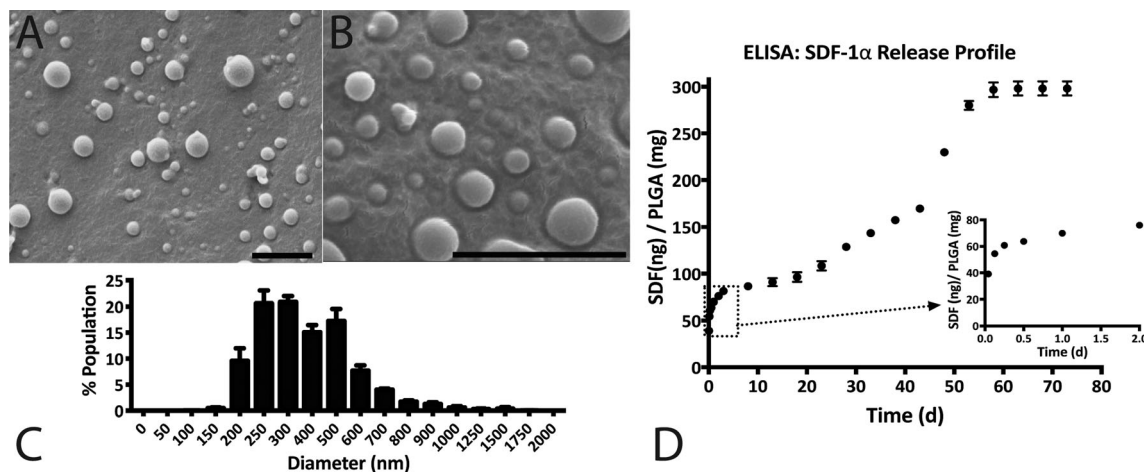 A
B
ELISA: SDF-1α Release Profile
300
250
200
150
100
50
0
SDF(ng) / PLGA (mg)
0 10 20 30 40 50 60 70 80
Time (d)
80
60
40
20
0
SDF (ng)/ PLGA (mg)
0.0 0.5 1.0 1.5 2.0
Time (d)
25
20
15
10
5
0
% Population
0 50 100 150 200 250 300 400 500 600 700 800 900 1000 1250 1500 1750 2000
Diameter (nm)
C
D